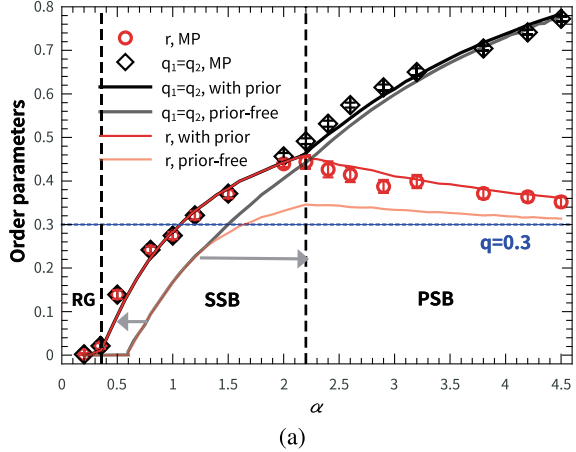 0.8
0.7
0.6
0.5
0.4
0.3
0.2
0.1
0
Order parameters
r, MP
q₁=q₂, MP
q₁=q₂, with prior
q₁=q₂, prior-free
r, with prior
r, prior-free
q=0.3
RG
SSB
PSB
0 0.5 1 1.5 2 2.5 3 3.5 4 4.5
α
(a)